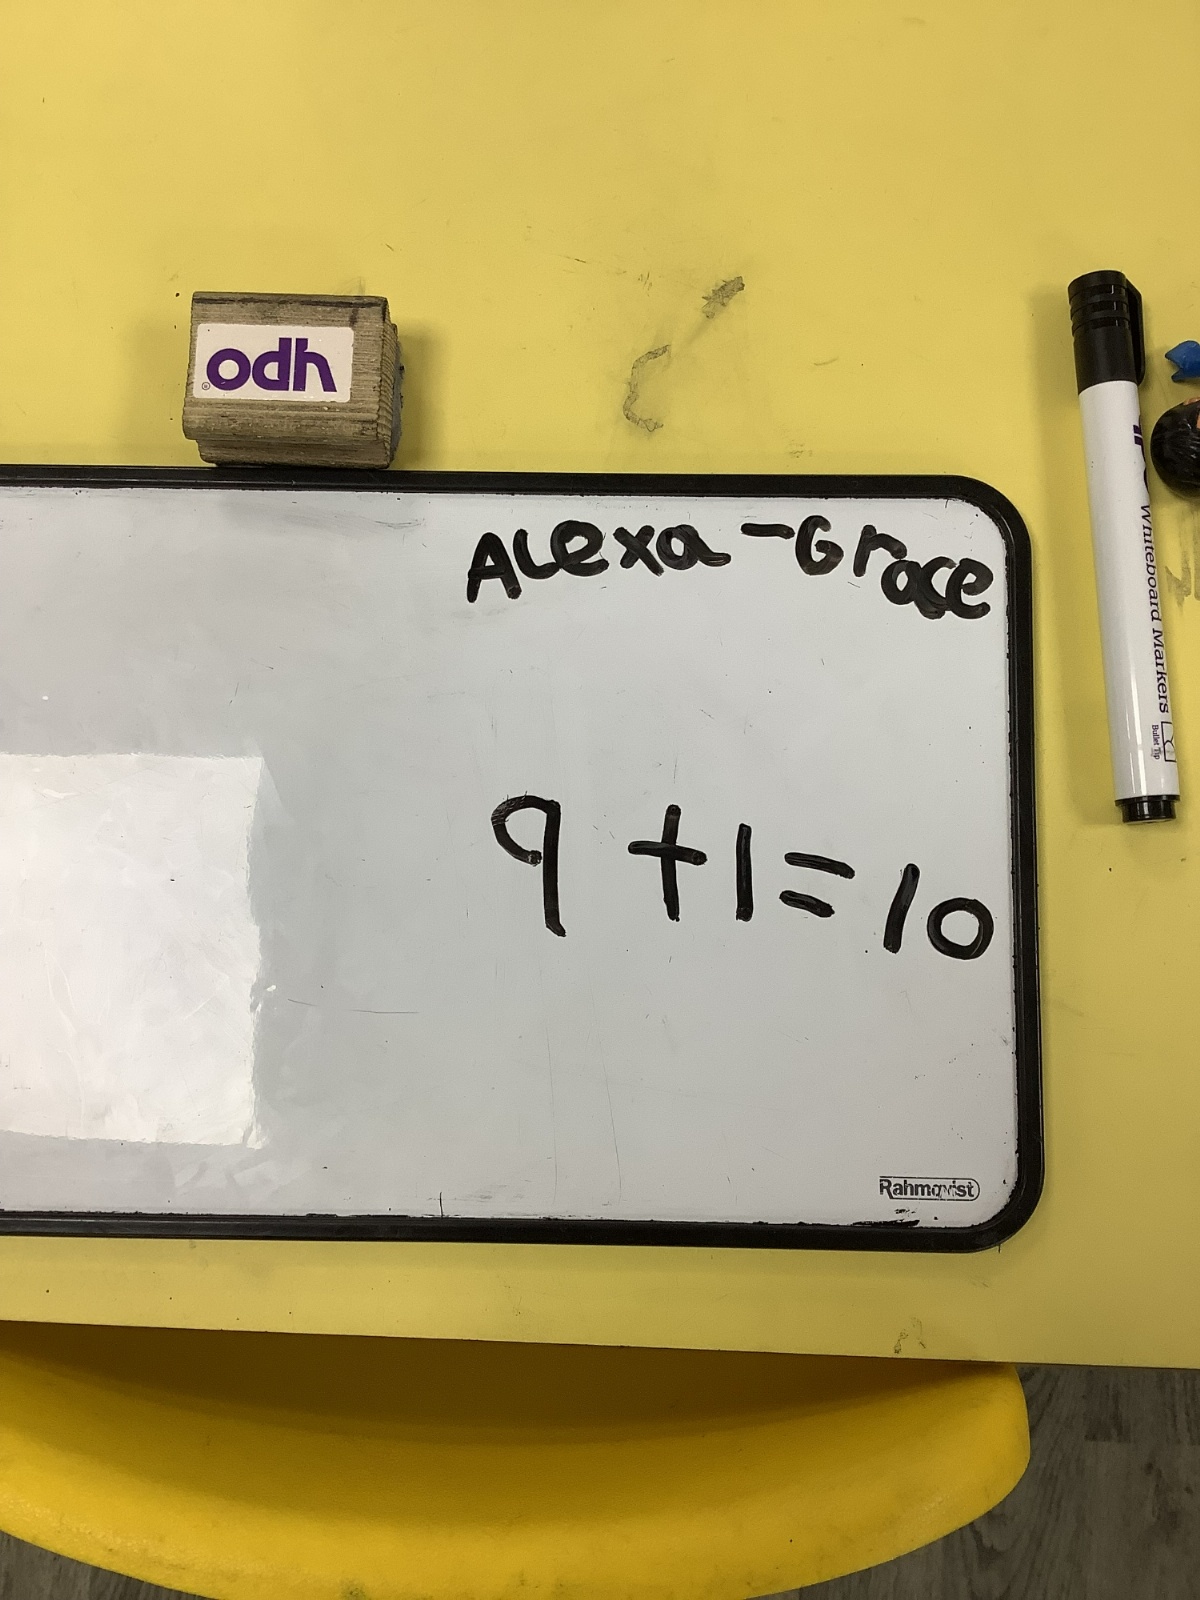 odh
ALexa-Grace
9+1=10
Whiteboard Markers
Bullet Tip
Rahmqvist